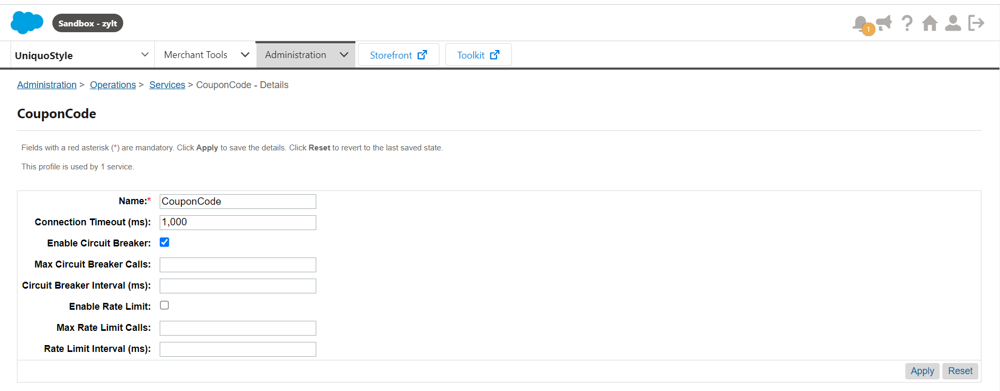 Sandbox - zylt
1
UniquoStyle
Merchant Tools
Administration
Storefront
Toolkit
Administration > Operations > Services > CouponCode - Details
CouponCode
Fields with a red asterisk (*) are mandatory. Click Apply to save the details. Click Reset to revert to the last saved state.
This profile is used by 1 service.
Name:* CouponCode
Connection Timeout (ms): 1,000
Enable Circuit Breaker:
Max Circuit Breaker Calls:
Circuit Breaker Interval (ms):
Enable Rate Limit:
Max Rate Limit Calls:
Rate Limit Interval (ms):
Apply Reset